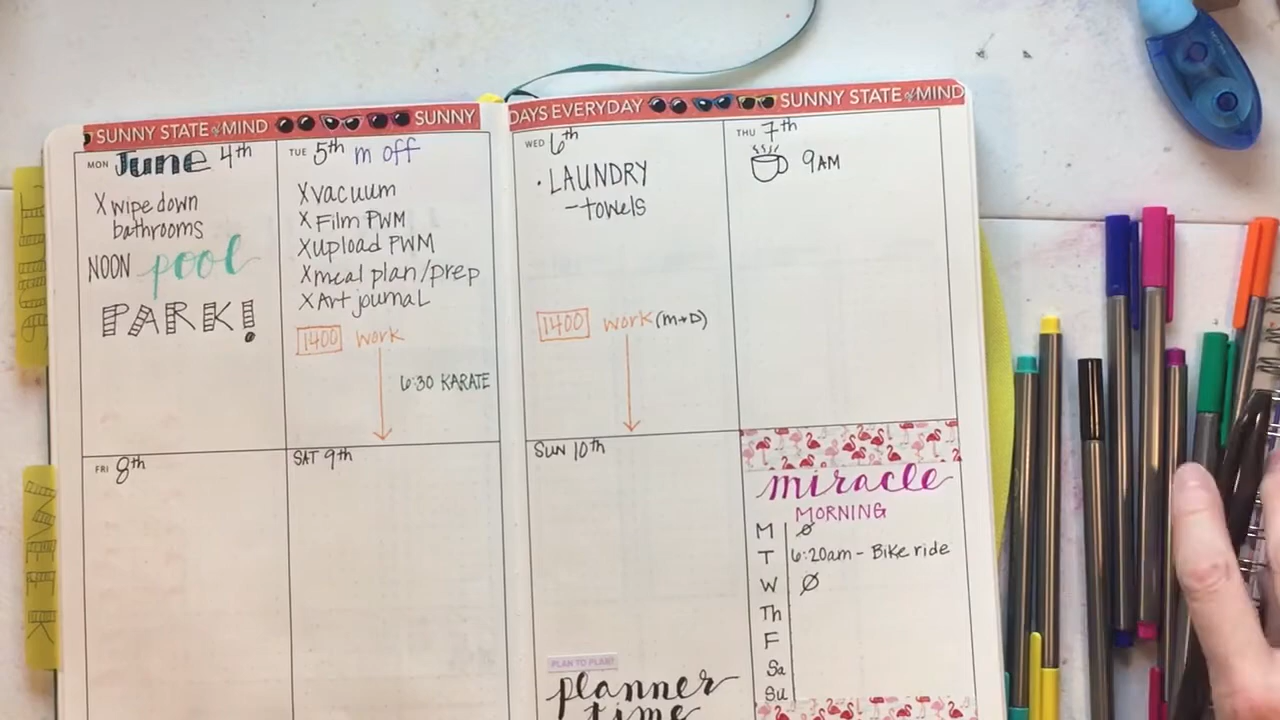 SUNNY STATE of MIND SUNNY
DAYS EVERYDAY SUNNY STATE of MIND
MON June 4th
X wipe down
bathrooms
NOON pool
PARK!
TUE 5th m off
X vacuum
X Film PWM
X upload PWM
X meal plan/prep
X Art journal
1400 work
6:30 KARATE
WED 6th
· LAUNDRY
- towels
1400 work (m+D)
THU 7th
9AM
FRI 8th
SAT 9th
SUN 10th
PLAN TO PLAN!
planner
time
miracle
MORNING
M ø
T 6:20am - Bike ride
W Ø
Th
F
Sa
Su
WEEK